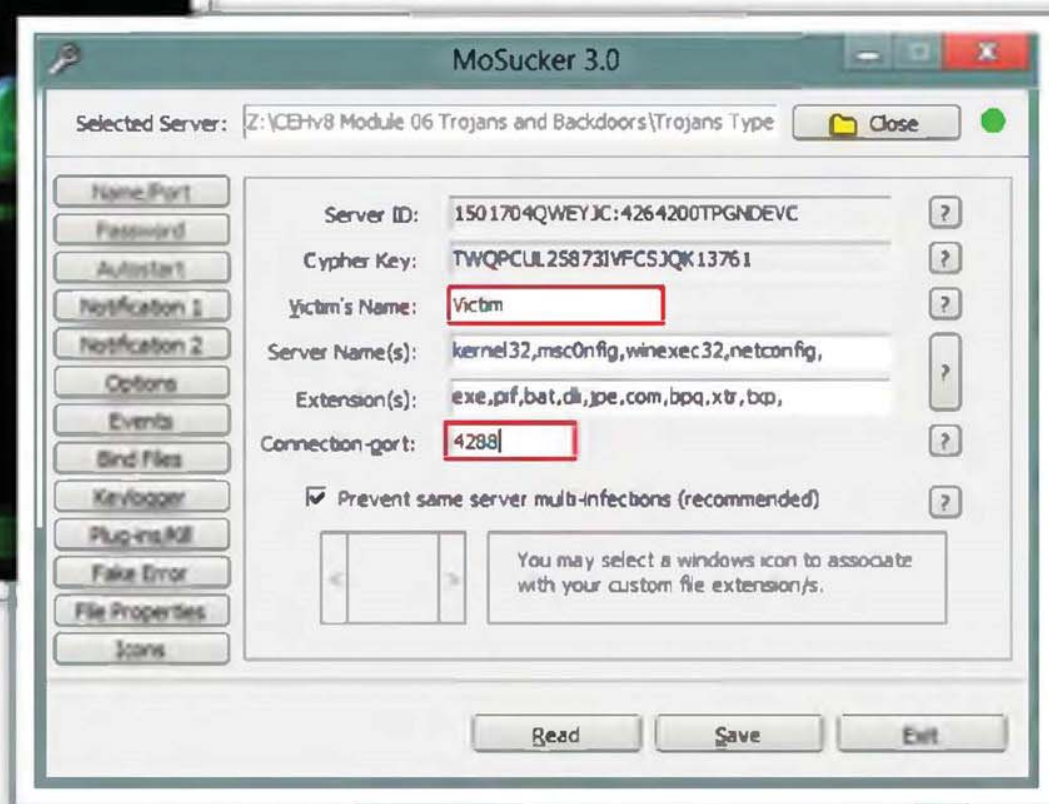 MoSucker 3.0
Selected Server: Z:\CEHv8 Module 06 Trojans and Backdoors\Trojans Type Close
Name/Port
Password
Autostart
Notification 1
Notification 2
Options
Events
Bind Files
Keylogger
Plug-ins/Kill
Fake Error
File Properties
Icons
Server ID: 1501704QWEYJC:4264200TPGNDEVC ?
Cypher Key: ?
Victim's Name: Victim ?
Server Name(s): kernel32,msc0nfig,winexec32,netconfig, ?
Extension(s): exe,pif,bat,dli,jpe,com,bpq,xtr,txp,
Connection-port: 4288 ?
Prevent same server multi-infections (recommended) ?
< >
You may select a windows icon to associate
with your custom file extension/s.
Read Save Exit